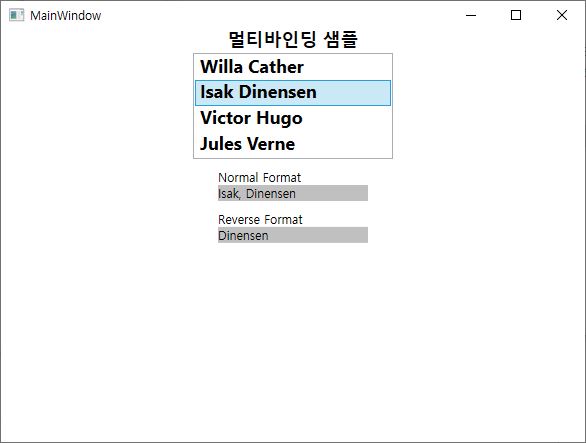 MainWindow
멀티바인딩 샘플
Willa Cather
Isak Dinensen
Victor Hugo
Jules Verne
Normal Format
Isak, Dinensen
Reverse Format
Dinensen